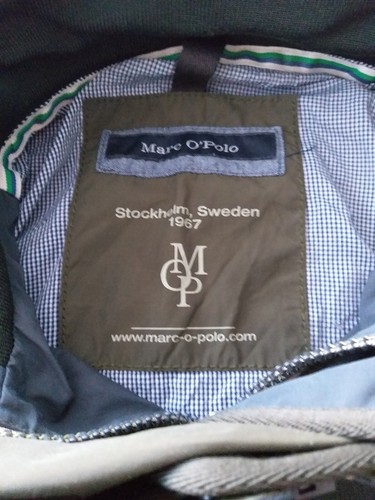 Marc O'Polo
Stockholm, Sweden
1967
MOP
www.marc-o-polo.com